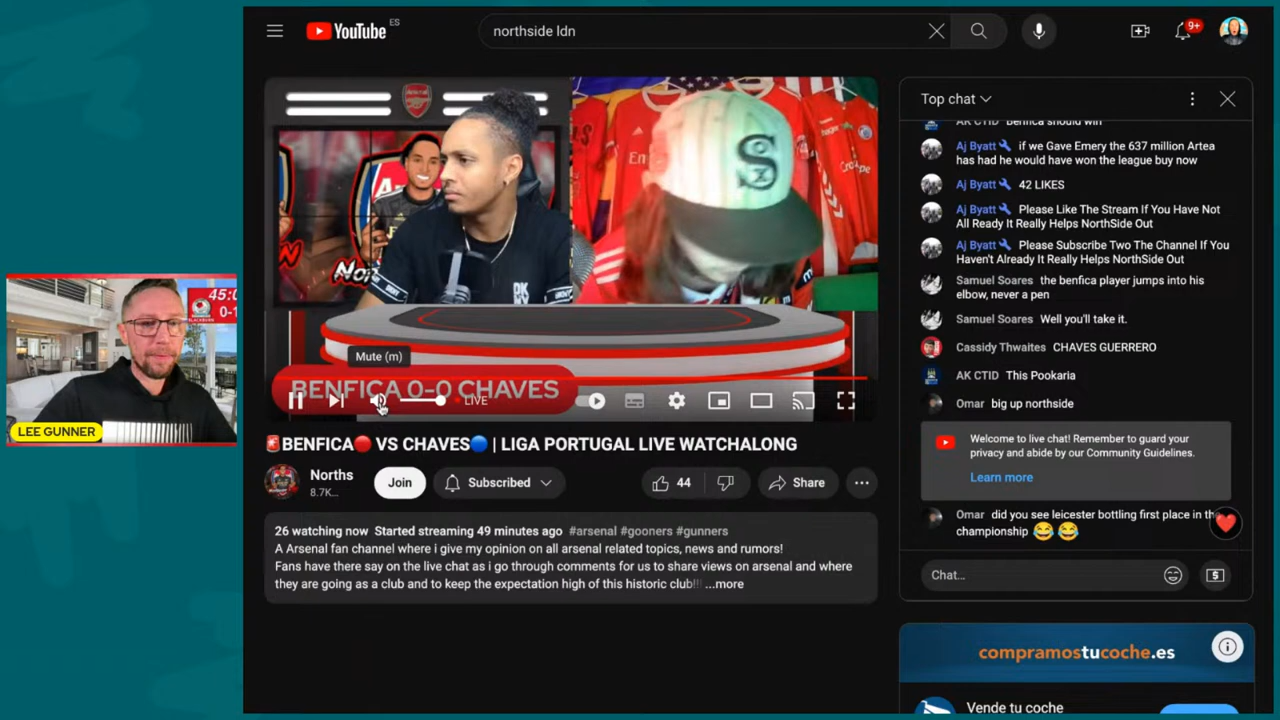 YouTube ES
northside ldn
9+
Mute (m)
BENFICA 0-0 CHAVES
LIVE
🚨BENFICA🔴 VS CHAVES🔵 | LIGA PORTUGAL LIVE WATCHALONG
Norths
8.7K...
Join
Subscribed
44
Share
26 watching now Started streaming 49 minutes ago #arsenal #gooners #gunners
A Arsenal fan channel where i give my opinion on all arsenal related topics, news and rumors!
Fans have there say on the live chat as i go through comments for us to share views on arsenal and where
they are going as a club and to keep the expectation high of this historic club!!! ...more
Top chat
AK CTID Benfica should win
Aj Byatt if we Gave Emery the 637 million Artea
has had he would have won the league buy now
Aj Byatt 42 LIKES
Aj Byatt Please Like The Stream If You Have Not
All Ready It Really Helps NorthSide Out
Aj Byatt Please Subscribe Two The Channel If You
Haven't Already It Really Helps NorthSide Out
Samuel Soares the benfica player jumps into his
elbow, never a pen
Samuel Soares Well you'll take it.
Cassidy Thwaites CHAVES GUERRERO
AK CTID This Pookaria
Omar big up northside
Welcome to live chat! Remember to guard your
privacy and abide by our Community Guidelines.
Learn more
Omar did you see leicester bottling first place in th
championship 😂😂
Chat...
compramostucoche.es
Vende tu coche
45:0
0-1
LEE GUNNER